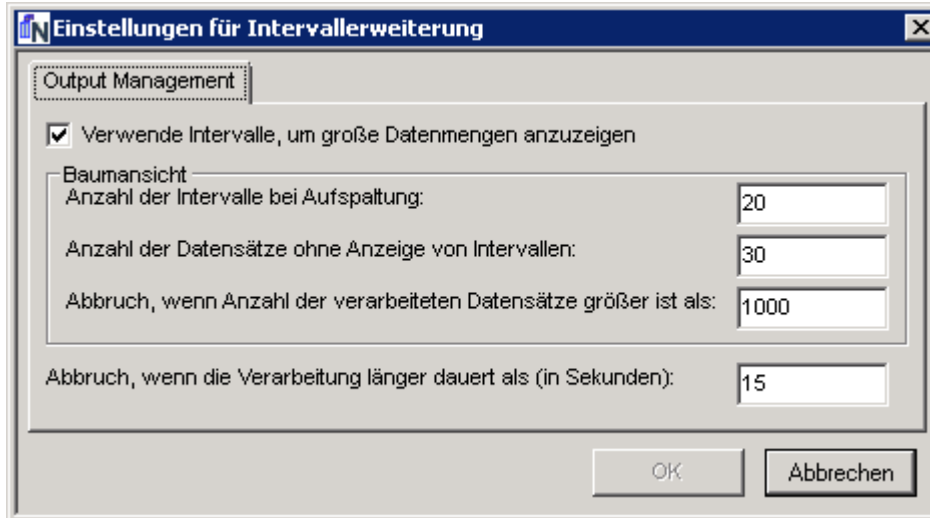 Einstellungen für Intervallerweiterung
Output Management
Verwende Intervalle, um große Datenmengen anzuzeigen
Baumansicht
Anzahl der Intervalle bei Aufspaltung: 20
Anzahl der Datensätze ohne Anzeige von Intervallen: 30
Abbruch, wenn Anzahl der verarbeiteten Datensätze größer ist als: 1000
Abbruch, wenn die Verarbeitung länger dauert als (in Sekunden): 15
OK Abbrechen